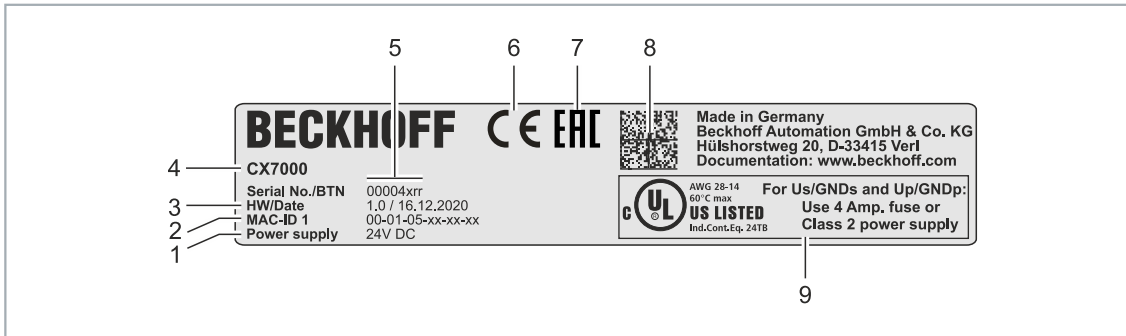 5
6
7
8
BECKHOFF CE EAC
Made in Germany
Beckhoff Automation GmbH & Co. KG
Hülshorstweg 20, D-33415 Verl
Documentation: www.beckhoff.com
4
CX7000
Serial No./BTN 00004xrr
3
HW/Date 1.0 / 16.12.2020
2
MAC-ID 1 00-01-05-xx-xx-xx
1
Power supply 24V DC
C UL ®
AWG 28-14
60°C max
US LISTED
Ind.Cont.Eq. 24TB
For Us/GNDs and Up/GNDp:
Use 4 Amp. fuse or
Class 2 power supply
9